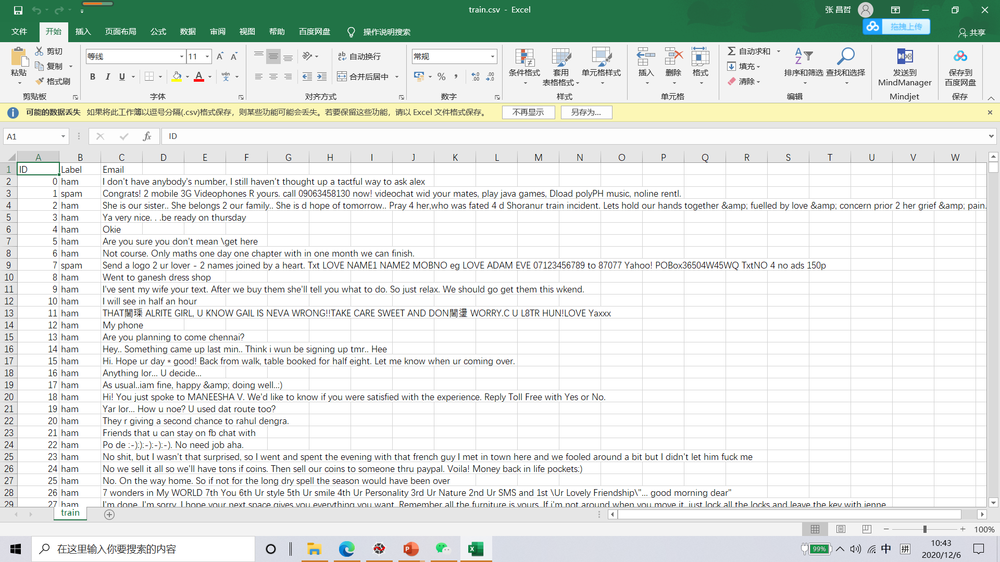 train.csv - Excel
张 昌哲
拖拽上传
文件 开始 插入 页面布局 公式 数据 审阅 视图 帮助 百度网盘 操作说明搜索 共享
粘贴 剪切 复制 格式刷 剪贴板
等线 11 B I U wén 文 字体
ab 自动换行 合并后居中 对齐方式
常规 % 数字
条件格式 套用 表格格式 单元格样式 样式
插入 删除 格式 单元格
自动求和 填充 清除 排序和筛选 查找和选择 编辑
发送到 MindManager Mindjet
保存到 百度网盘 保存
可能的数据丢失 如果将此工作簿以逗号分隔(.csv)格式保存，则某些功能可能会丢失。若要保留这些功能，请以 Excel 文件格式保存。 不再显示 另存为...
A1 fx ID
A B C D E F G H I J K L M N O P Q R S T U V W
1 ID Label Email
2 0 ham I don't have anybody's number, I still haven't thought up a tactful way to ask alex
3 1 spam Congrats! 2 mobile 3G Videophones R yours. call 09063458130 now! videochat wid your mates, play java games, Dload polyPH music, noline rentl.
4 2 ham She is our sister.. She belongs 2 our family.. She is d hope of tomorrow.. Pray 4 her,who was fated 4 d Shoranur train incident. Lets hold our hands together &amp; fuelled by love &amp; concern prior 2 her grief &amp; pain.
5 3 ham Ya very nice. . .be ready on thursday
6 4 ham Okie
7 5 ham Are you sure you don't mean \get here
8 6 ham Not course. Only maths one day one chapter with in one month we can finish.
9 7 spam Send a logo 2 ur lover - 2 names joined by a heart. Txt LOVE NAME1 NAME2 MOBNO eg LOVE ADAM EVE 07123456789 to 87077 Yahoo! POBox36504W45WQ TxtNO 4 no ads 150p
10 8 ham Went to ganesh dress shop
11 9 ham I've sent my wife your text. After we buy them she'll tell you what to do. So just relax. We should go get them this wkend.
12 10 ham I will see in half an hour
13 11 ham ALRITE GIRL, U KNOW GAIL IS NEVA WRONG!!TAKE CARE SWEET AND WORRY.C U L8TR HUN!LOVE Yaxxx
14 12 ham My phone
15 13 ham Are you planning to come chennai?
16 14 ham Hey.. Something came up last min.. Think i wun be signing up tmr.. Hee
17 15 ham Hi. Hope ur day * good! Back from walk, table booked for half eight. Let me know when ur coming over.
18 16 ham Anything lor... U decide...
19 17 ham As usual..iam fine, happy &amp; doing well..:)
20 18 ham Hi! You just spoke to MANEESHA V. We'd like to know if you were satisfied with the experience. Reply Toll Free with Yes or No.
21 19 ham Yar lor... How u noe? U used dat route too?
22 20 ham They r giving a second chance to rahul dengra.
23 21 ham Friends that u can stay on fb chat with
24 22 ham Po de :-):):-):-):-). No need job aha.
25 23 ham No shit, but I wasn't that surprised, so I went and spent the evening with that french guy I met in town here and we fooled around a bit but I didn't let him fuck me
26 24 ham No we sell it all so we'll have tons if coins. Then sell our coins to someone thru paypal. Voila! Money back in life pockets:)
27 25 ham No. On the way home. So if not for the long dry spell the season would have been over
28 26 ham 7 wonders in My WORLD 7th You 6th Ur style 5th Ur smile 4th Ur Personality 3rd Ur Nature 2nd Ur SMS and 1st \Ur Lovely Friendship\"... good morning dear"
29 27 ham I'm done. I'm sorry. I hope your next space gives you everything you want. Remember all the furniture is yours. If i'm not around when you move it, just lock all the locks and leave the key with jenne
train
100%
在这里输入你要搜索的内容
99% 中 拼 10:43
2020/12/6